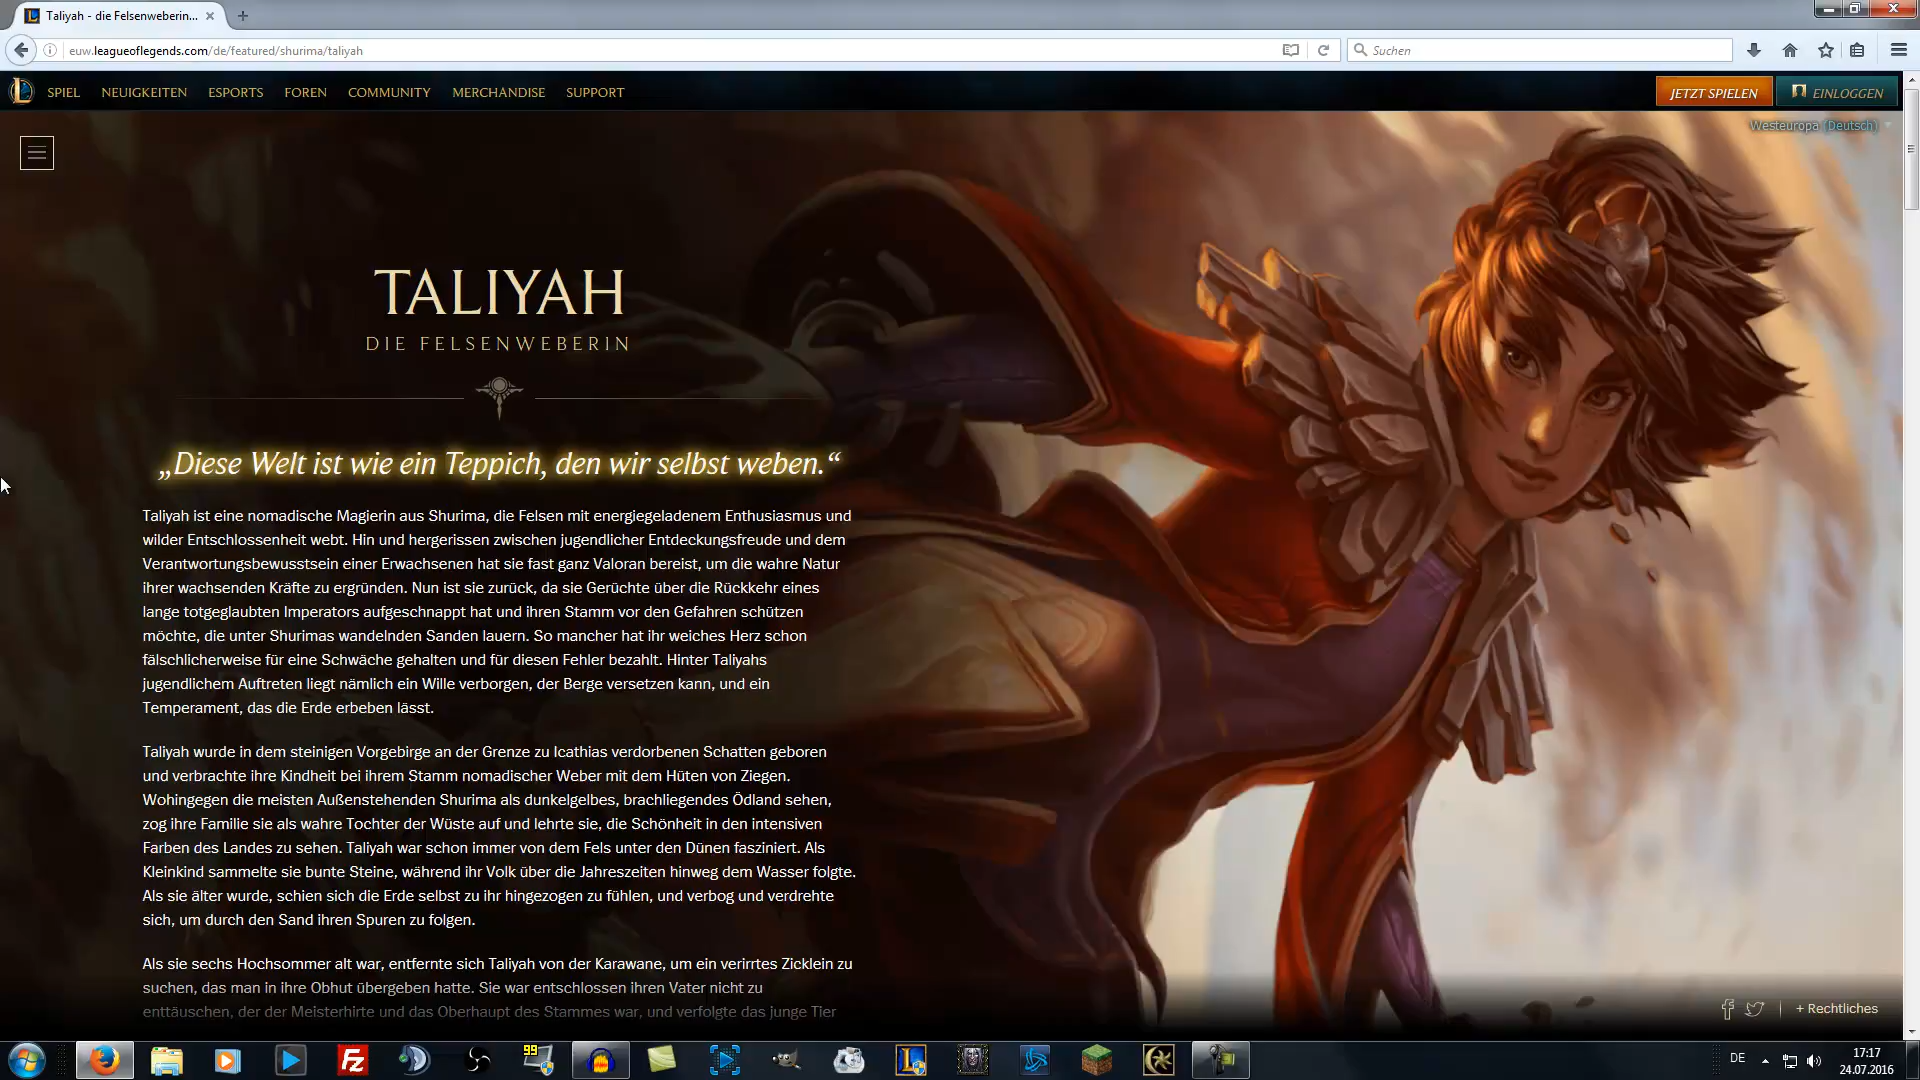 Taliyah - die Felsenweberin...
euw.leagueoflegends.com/de/featured/shurima/taliyah
Suchen
SPIEL NEUIGKEITEN ESPORTS FOREN COMMUNITY MERCHANDISE SUPPORT
JETZT SPIELEN EINLOGGEN
Westeuropa (Deutsch)
TALIYAH
DIE FELSENWEBERIN
„Diese Welt ist wie ein Teppich, den wir selbst weben.“
Taliyah ist eine nomadische Magierin aus Shurima, die Felsen mit energiegeladenem Enthusiasmus und
wilder Entschlossenheit webt. Hin und hergerissen zwischen jugendlicher Entdeckungsfreude und dem
Verantwortungsbewusstsein einer Erwachsenen hat sie fast ganz Valoran bereist, um die wahre Natur
ihrer wachsenden Kräfte zu ergründen. Nun ist sie zurück, da sie Gerüchte über die Rückkehr eines
lange totgeglaubten Imperators aufgeschnappt hat und ihren Stamm vor den Gefahren schützen
möchte, die unter Shurimas wandelnden Sanden lauern. So mancher hat ihr weiches Herz schon
fälschlicherweise für eine Schwäche gehalten und für diesen Fehler bezahlt. Hinter Taliyahs
jugendlichem Auftreten liegt nämlich ein Wille verborgen, der Berge versetzen kann, und ein
Temperament, das die Erde erbeben lässt.
Taliyah wurde in dem steinigen Vorgebirge an der Grenze zu Icathias verdorbenen Schatten geboren
und verbrachte ihre Kindheit bei ihrem Stamm nomadischer Weber mit dem Hüten von Ziegen.
Wohingegen die meisten Außenstehenden Shurima als dunkelgelbes, brachliegendes Ödland sehen,
zog ihre Familie sie als wahre Tochter der Wüste auf und lehrte sie, die Schönheit in den intensiven
Farben des Landes zu sehen. Taliyah war schon immer von dem Fels unter den Dünen fasziniert. Als
Kleinkind sammelte sie bunte Steine, während ihr Volk über die Jahreszeiten hinweg dem Wasser folgte.
Als sie älter wurde, schien sich die Erde selbst zu ihr hingezogen zu fühlen, und verbog und verdrehte
sich, um durch den Sand ihren Spuren zu folgen.
Als sie sechs Hochsommer alt war, entfernte sich Taliyah von der Karawane, um ein verirrtes Zicklein zu
suchen, das man in ihre Obhut übergeben hatte. Sie war entschlossen ihren Vater nicht zu
enttäuschen, der der Meisterhirte und das Oberhaupt des Stammes war, und verfolgte das junge Tier
+ Rechtliches
99
DE
17:17
24.07.2016